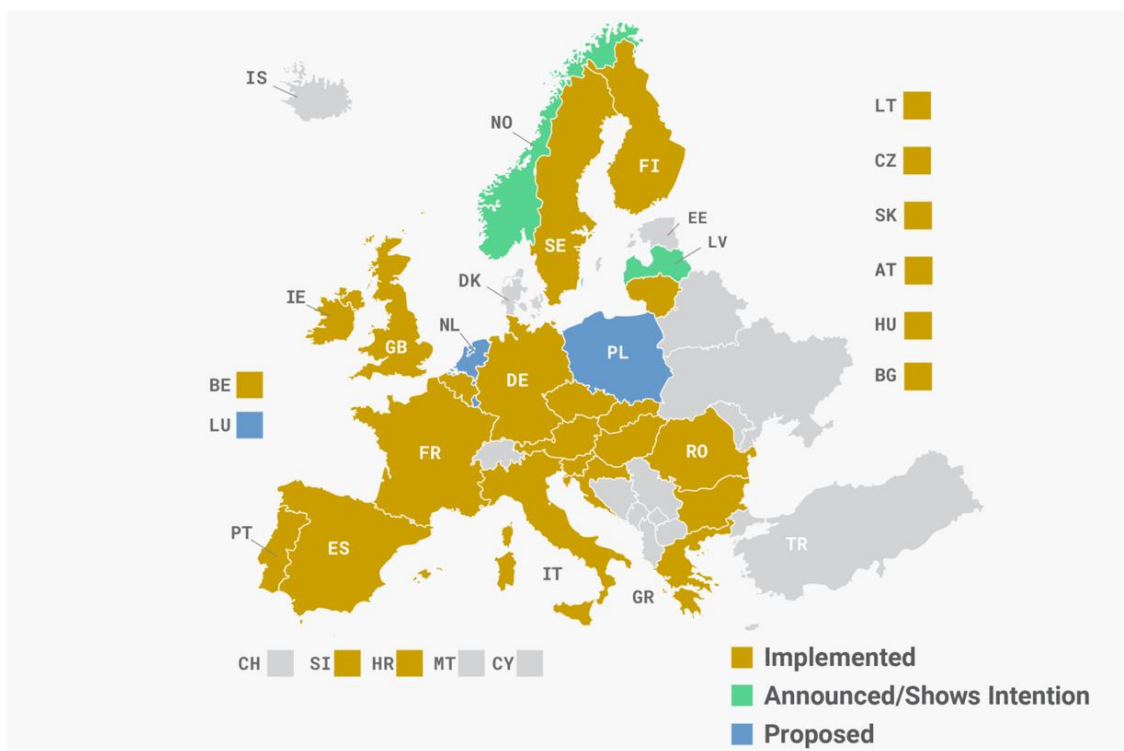 IS
NO
FI
SE
EE
LV
DK
IE
NL
GB
PL
DE
BE
LU
FR
RO
PT
ES
IT
GR
TR
LT
CZ
SK
AT
HU
BG
CH SI HR MT CY
Implemented
Announced/Shows Intention
Proposed